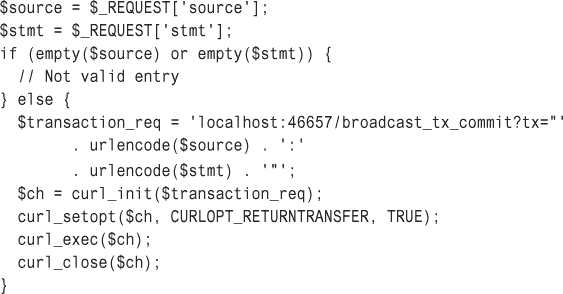 $source = $_REQUEST['source'];
$stmt = $_REQUEST['stmt'];
if (empty($source) or empty($stmt)) {
  // Not valid entry
} else {
  $transaction_req = 'localhost:46657/broadcast_tx_commit?tx="'
        . urlencode($source) . ':'
        . urlencode($stmt) . '"';
  $ch = curl_init($transaction_req);
  curl_setopt($ch, CURLOPT_RETURNTRANSFER, TRUE);
  curl_exec($ch);
  curl_close($ch);
}